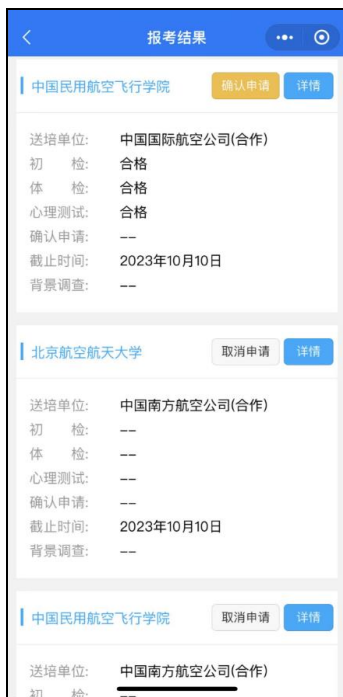 报考结果
中国民用航空飞行学院 确认申请 详情
送培单位: 中国国际航空公司(合作)
初 检: 合格
体 检: 合格
心理测试: 合格
确认申请: --
截止时间: 2023年10月10日
背景调查: --
北京航空航天大学 取消申请 详情
送培单位: 中国南方航空公司(合作)
初 检: --
体 检: --
心理测试: --
确认申请: --
截止时间: 2023年10月10日
背景调查: --
中国民用航空飞行学院 取消申请 详情
送培单位: 中国南方航空公司(合作)
初 检: --